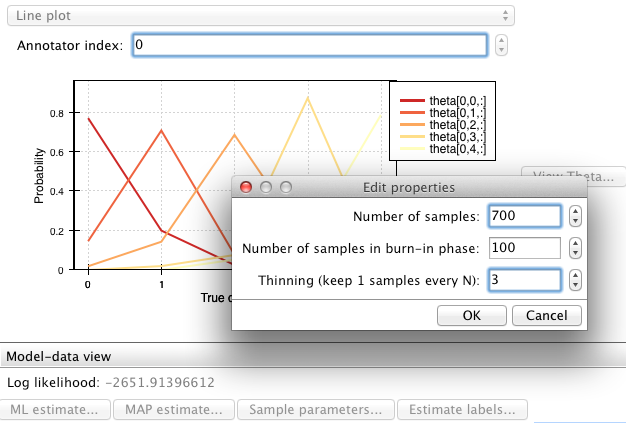 Line plot
Annotator index: 0
0.8
0.6
0.4
0.2
0
Probability
0
1
True
theta[0,0,:]
theta[0,1,:]
theta[0,2,:]
theta[0,3,:]
theta[0,4,:]
View Theta...
Edit properties
Number of samples: 700
Number of samples in burn-in phase: 100
Thinning (keep 1 samples every N): 3
OK Cancel
Model-data view
Log likelihood: -2651.91396612
ML estimate... MAP estimate... Sample parameters... Estimate labels...